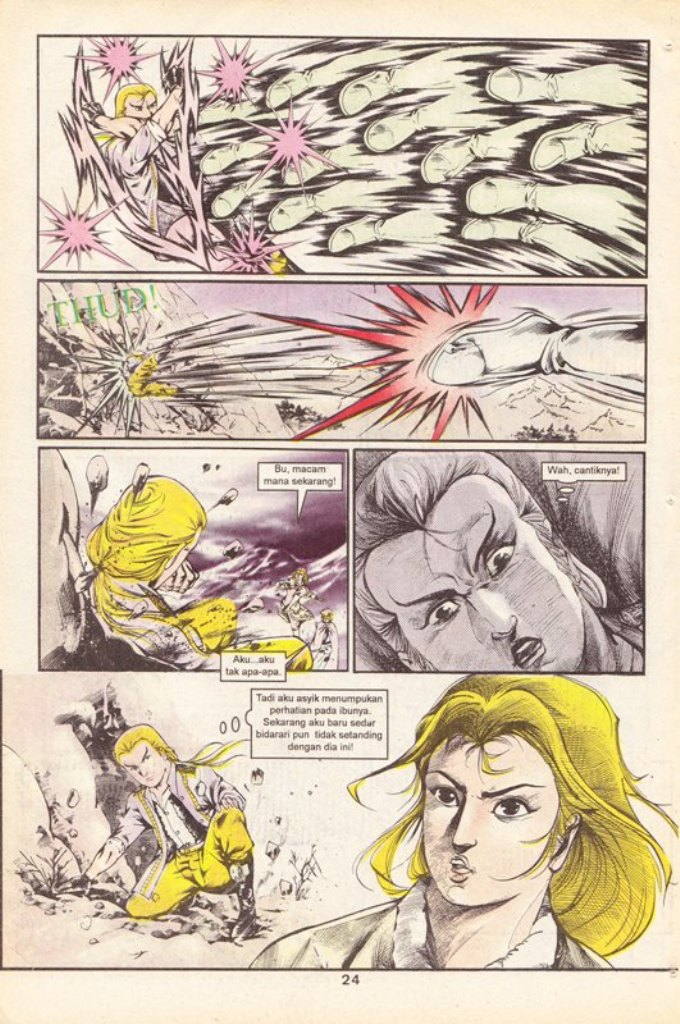 THUD!
Bu, macam
mana sekarang!
Wah, cantiknya!
Aku...aku
tak apa-apa.
Tadi aku asyik menumpukan
perhatian pada ibunya.
Sekarang aku baru sedar
bidarari pun tidak setanding
dengan dia ini!
24